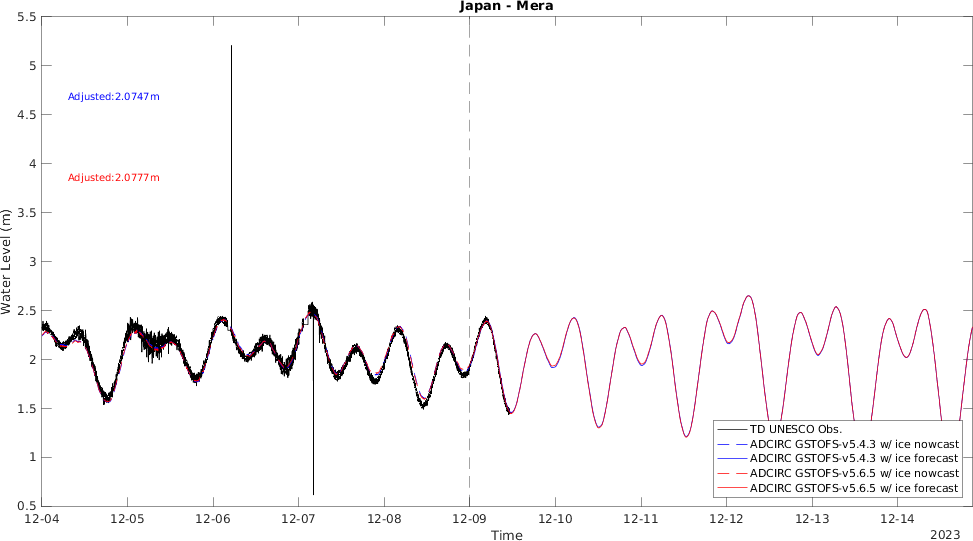 Japan - Mera
5.5
5
4.5
4
3.5
3
2.5
2
1.5
1
0.5
Water Level (m)
Adjusted:2.0747m
Adjusted:2.0777m
TD UNESCO Obs.
ADCIRC GSTOFS-v5.4.3 w/ ice nowcast
ADCIRC GSTOFS-v5.4.3 w/ ice forecast
ADCIRC GSTOFS-v5.6.5 w/ ice nowcast
ADCIRC GSTOFS-v5.6.5 w/ ice forecast
12-04 12-05 12-06 12-07 12-08 12-09 12-10 12-11 12-12 12-13 12-14
Time
2023